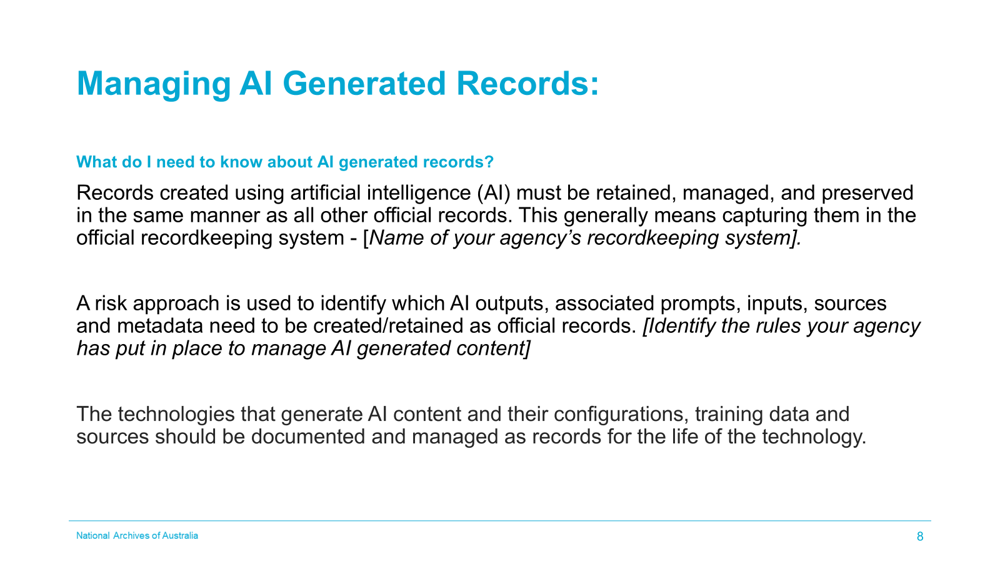 Managing AI Generated Records:
What do I need to know about AI generated records?
Records created using artificial intelligence (AI) must be retained, managed, and preserved
in the same manner as all other official records. This generally means capturing them in the
official recordkeeping system - [Name of your agency’s recordkeeping system].
A risk approach is used to identify which AI outputs, associated prompts, inputs, sources
and metadata need to be created/retained as official records. [Identify the rules your agency
has put in place to manage AI generated content]
The technologies that generate AI content and their configurations, training data and
sources should be documented and managed as records for the life of the technology.
National Archives of Australia
8